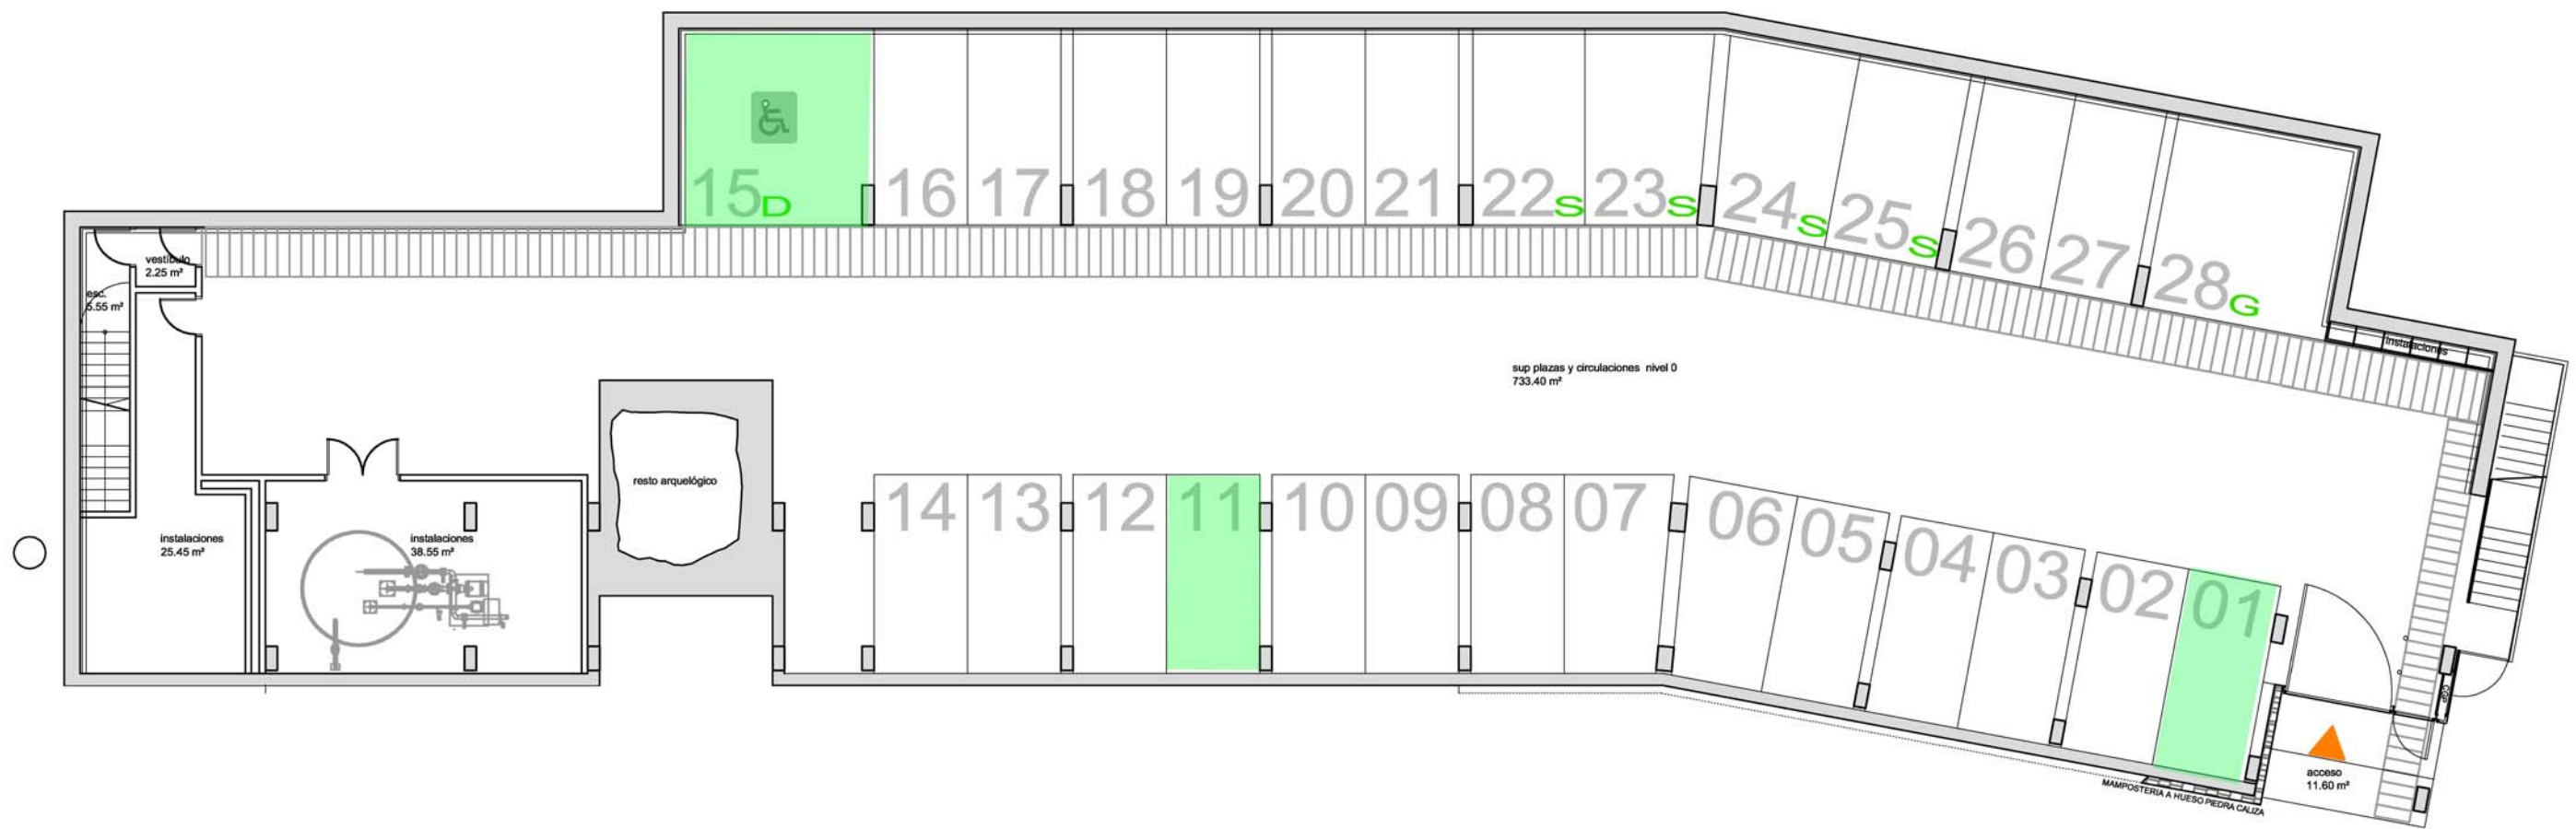 15D 16 17 18 19 20 21 22S 23S 24S 25S 26 27 28G
vestíbulo
2.25 m²
esc.
5.55 m²
instalaciones
sup plazas y circulaciones nivel 0
733.40 m²
resto arquelógico
14 13 12 11 10 09 08 07 06 05 04 03 02 01
instalaciones
25.45 m²
instalaciones
38.55 m²
CGP
acceso
11.60 m²
MAMPOSTERIA A HUESO PIEDRA CALIZA